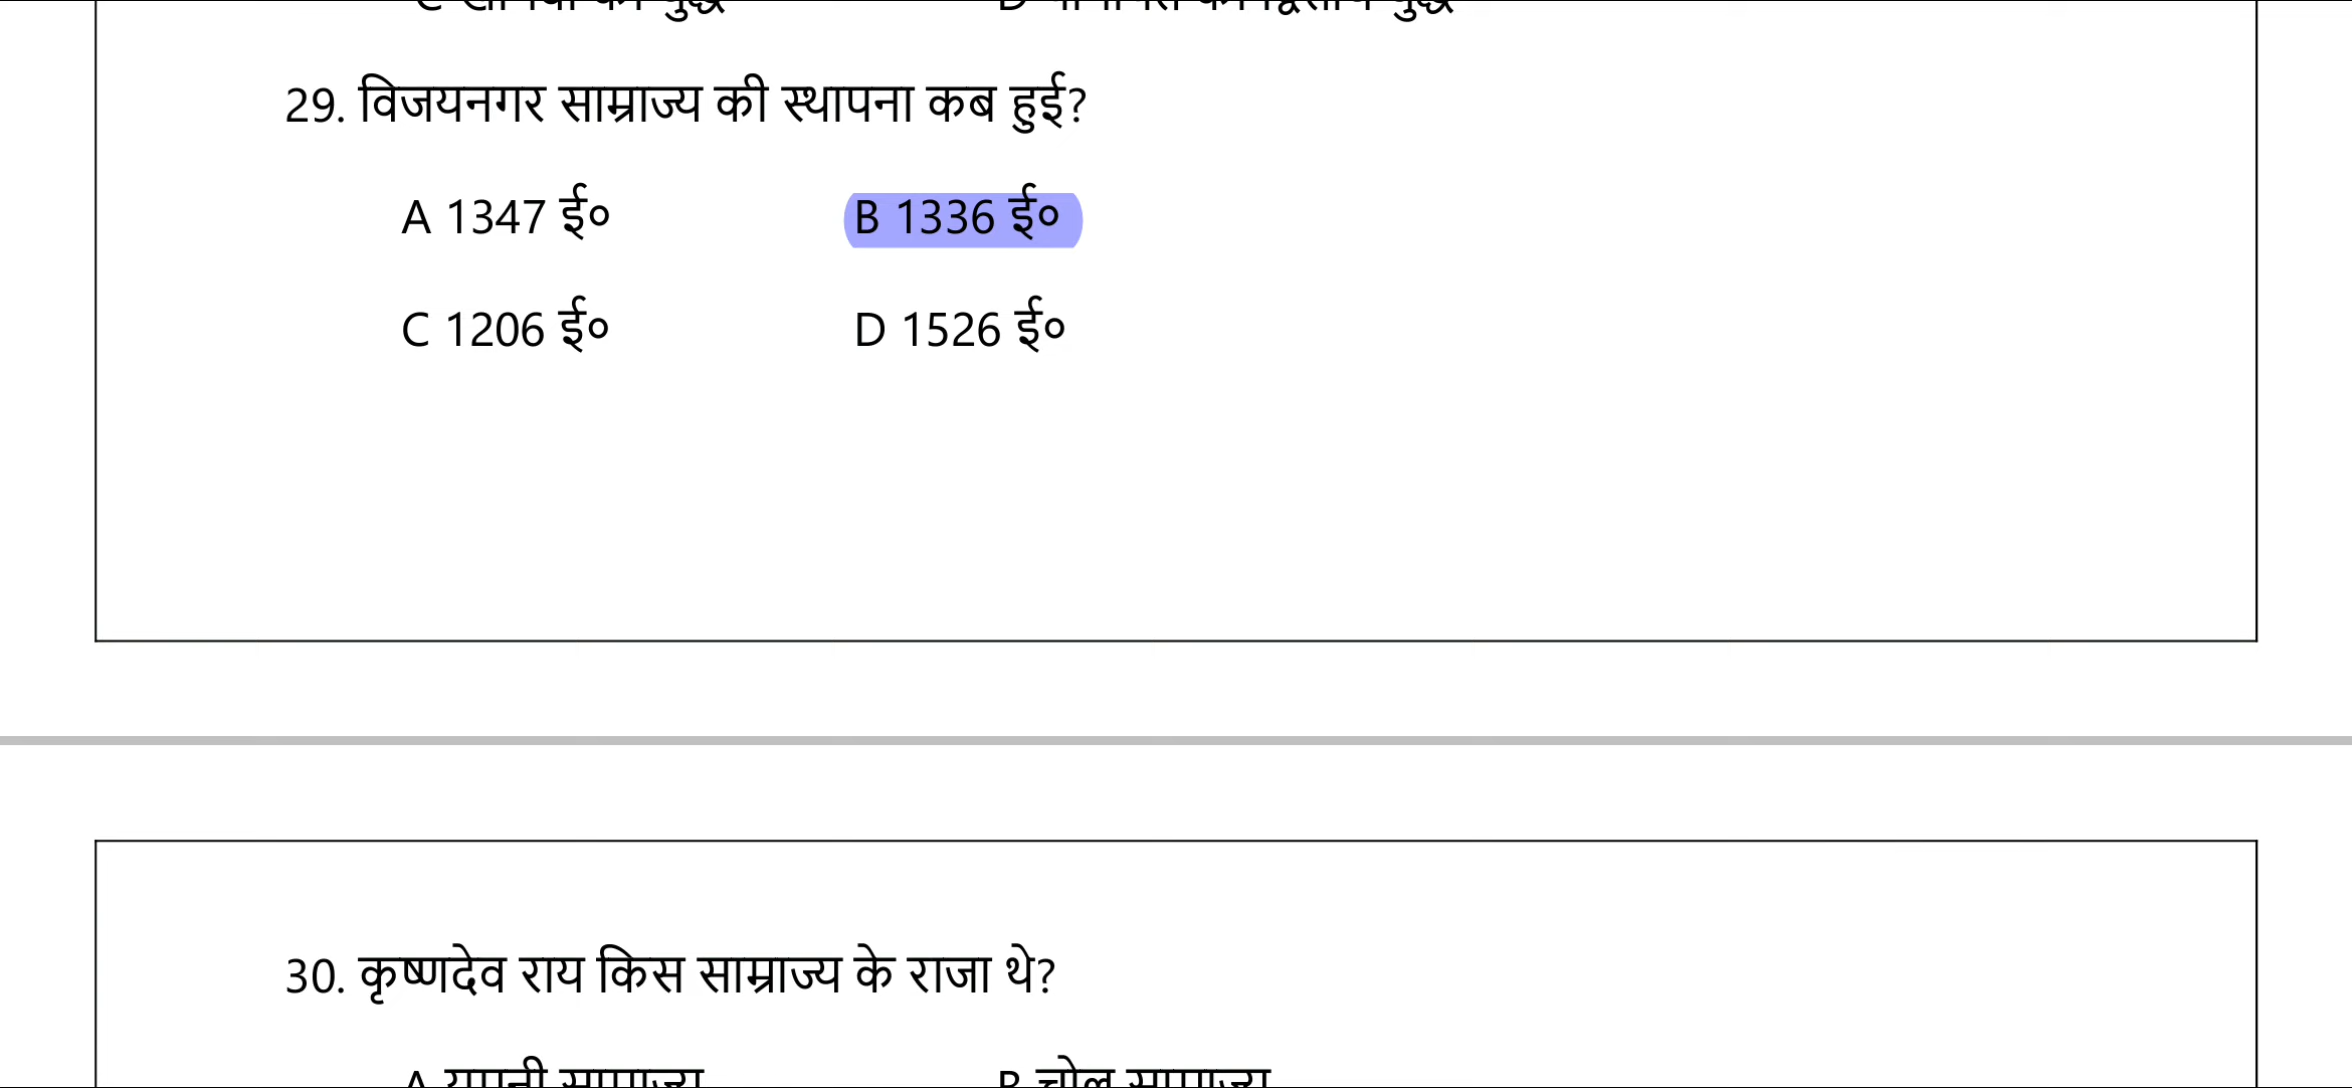 29. विजयनगर साम्राज्य की स्थापना कब हुई?
A 1347 ई० B 1336 ई०
C 1206 ई० D 1526 ई०
30. कृष्णदेव राय किस साम्राज्य के राजा थे?